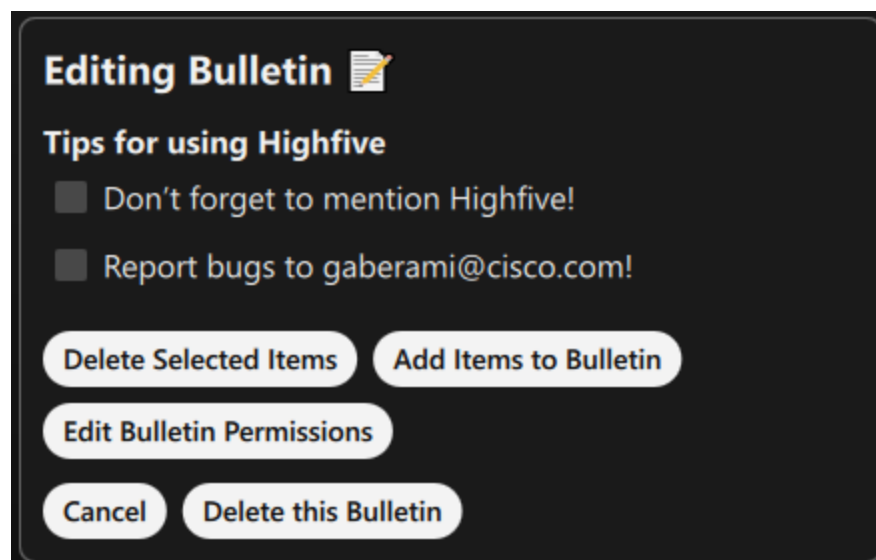 Editing Bulletin 📝
Tips for using Highfive
Don’t forget to mention Highfive!
Report bugs to gaberami@cisco.com!
Delete Selected Items Add Items to Bulletin
Edit Bulletin Permissions
Cancel Delete this Bulletin